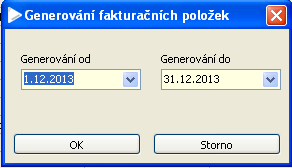 Generování fakturačních položek
Generování od Generování do
1.12.2013 31.12.2013
OK Storno